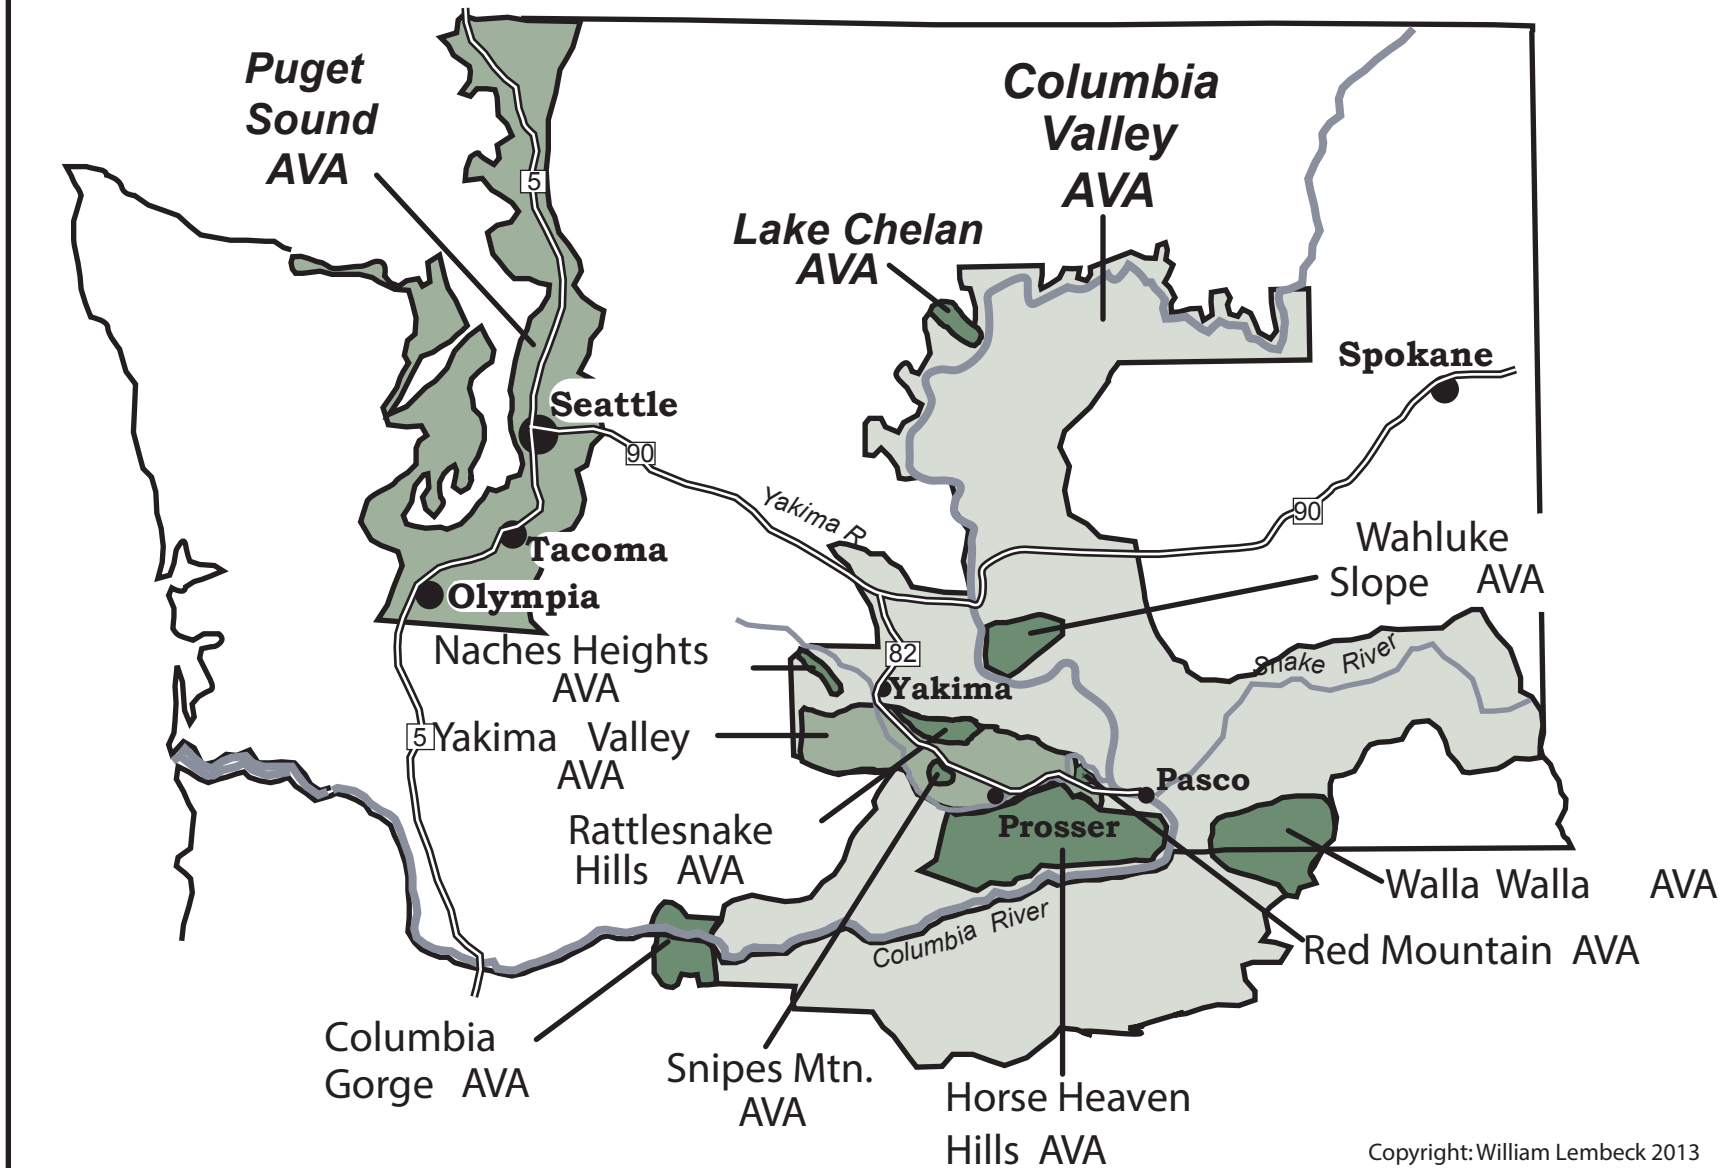 Puget
Sound
AVA
Columbia
Valley
AVA
Lake Chelan
AVA
5
Seattle
90
Spokane
Yakima R.
90
Wahluke
Slope AVA
Tacoma
Olympia
Naches Heights
AVA
82
Yakima
Snake River
5
Yakima Valley
AVA
Pasco
Rattlesnake
Hills AVA
Prosser
Walla Walla AVA
Columbia River
Red Mountain AVA
Columbia
Gorge AVA
Snipes Mtn.
AVA
Horse Heaven
Hills AVA
Copyright: William Lembeck 2013